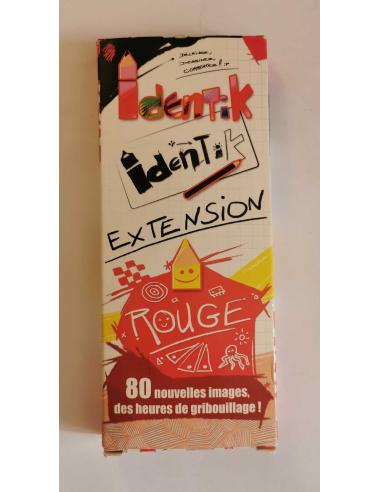 Identik
Identik
EXTENSION
ROUGE
80 nouvelles images,
des heures de gribouillage !